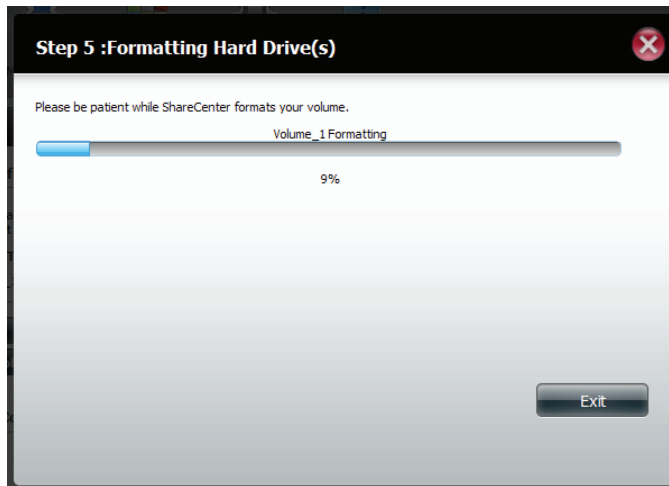 Step 5 :Formatting Hard Drive(s)
Please be patient while ShareCenter formats your volume.
Volume_1 Formatting
9%
Exit